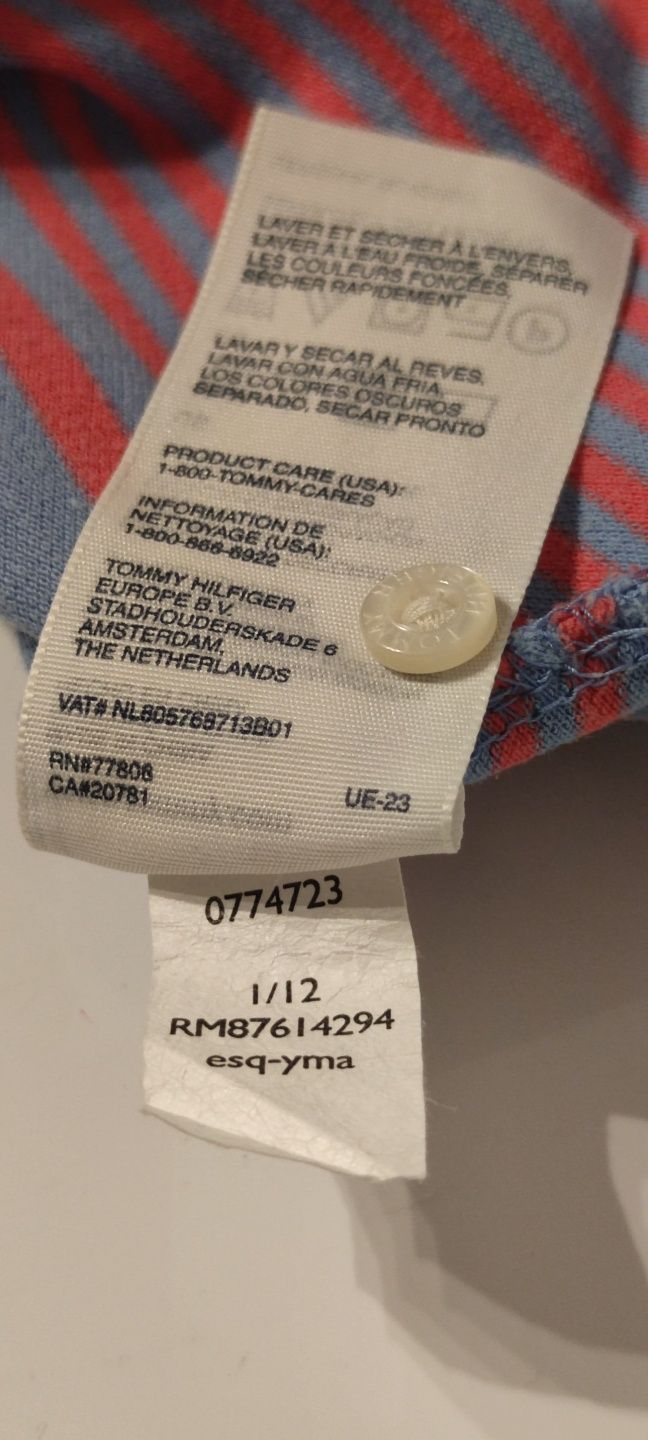 LAVER ET SÉCHER À L'ENVERS,
LAVER À L'EAU FROIDE, SÉPARER
LES COULEURS FONCÉES,
SÉCHER RAPIDEMENT
LAVAR Y SECAR AL REVES,
LAVAR CON AGUA FRIA,
LOS COLORES OSCUROS
SEPARADO, SECAR PRONTO
PRODUCT CARE (USA):
1-800-TOMMY-CARES
INFORMATION DE
NETTOYAGE (USA):
1-800-866-6922
TOMMY HILFIGER
EUROPE B.V.
STADHOUDERSKADE 6
AMSTERDAM,
THE NETHERLANDS
VAT# NL805768713B01
RN#77806
CA#20781
UE-23
0774723
1/12
RM87614294
esq-yma